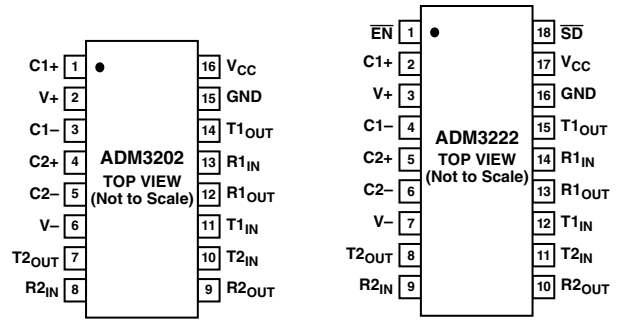 C1+ 1 16 VCC
V+ 2 15 GND
C1– 3 14 T1OUT
C2+ 4 13 R1IN
C2– 5 12 R1OUT
V– 6 11 T1IN
T2OUT 7 10 T2IN
R2IN 8 9 R2OUT
ADM3202
TOP VIEW
(Not to Scale)
EN 1 18 SD
C1+ 2 17 VCC
V+ 3 16 GND
C1– 4 15 T1OUT
C2+ 5 14 R1IN
C2– 6 13 R1OUT
V– 7 12 T1IN
T2OUT 8 11 T2IN
R2IN 9 10 R2OUT
ADM3222
TOP VIEW
(Not to Scale)